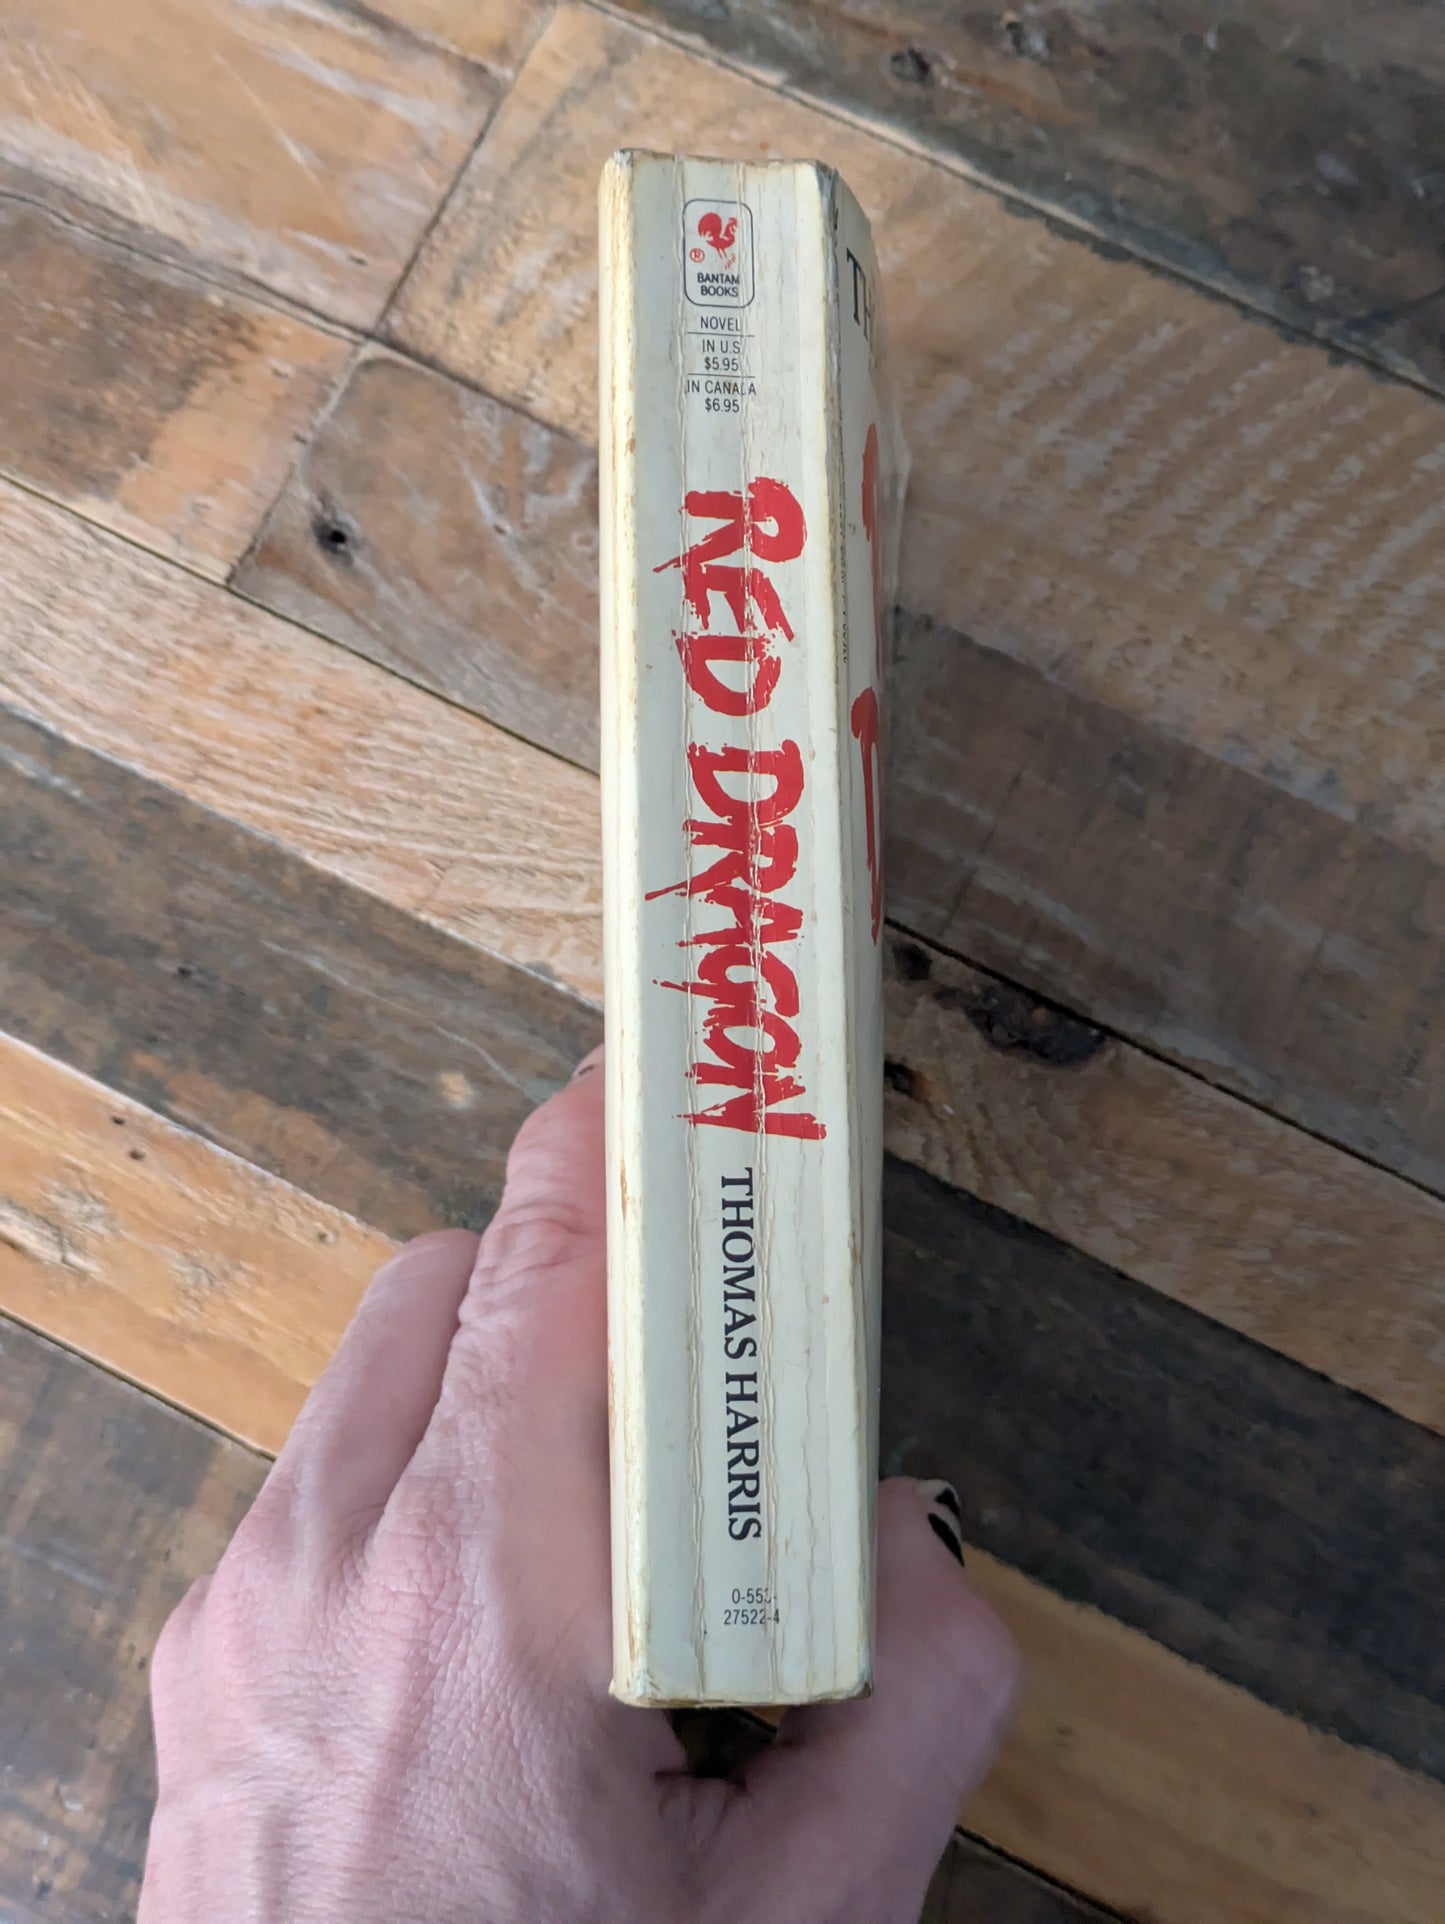 ®
BANTAM
BOOKS
NOVEL
IN U.S.
$5.95
IN CANADA
$6.95
RED DRAGON
THOMAS HARRIS
0-553-
27522-4